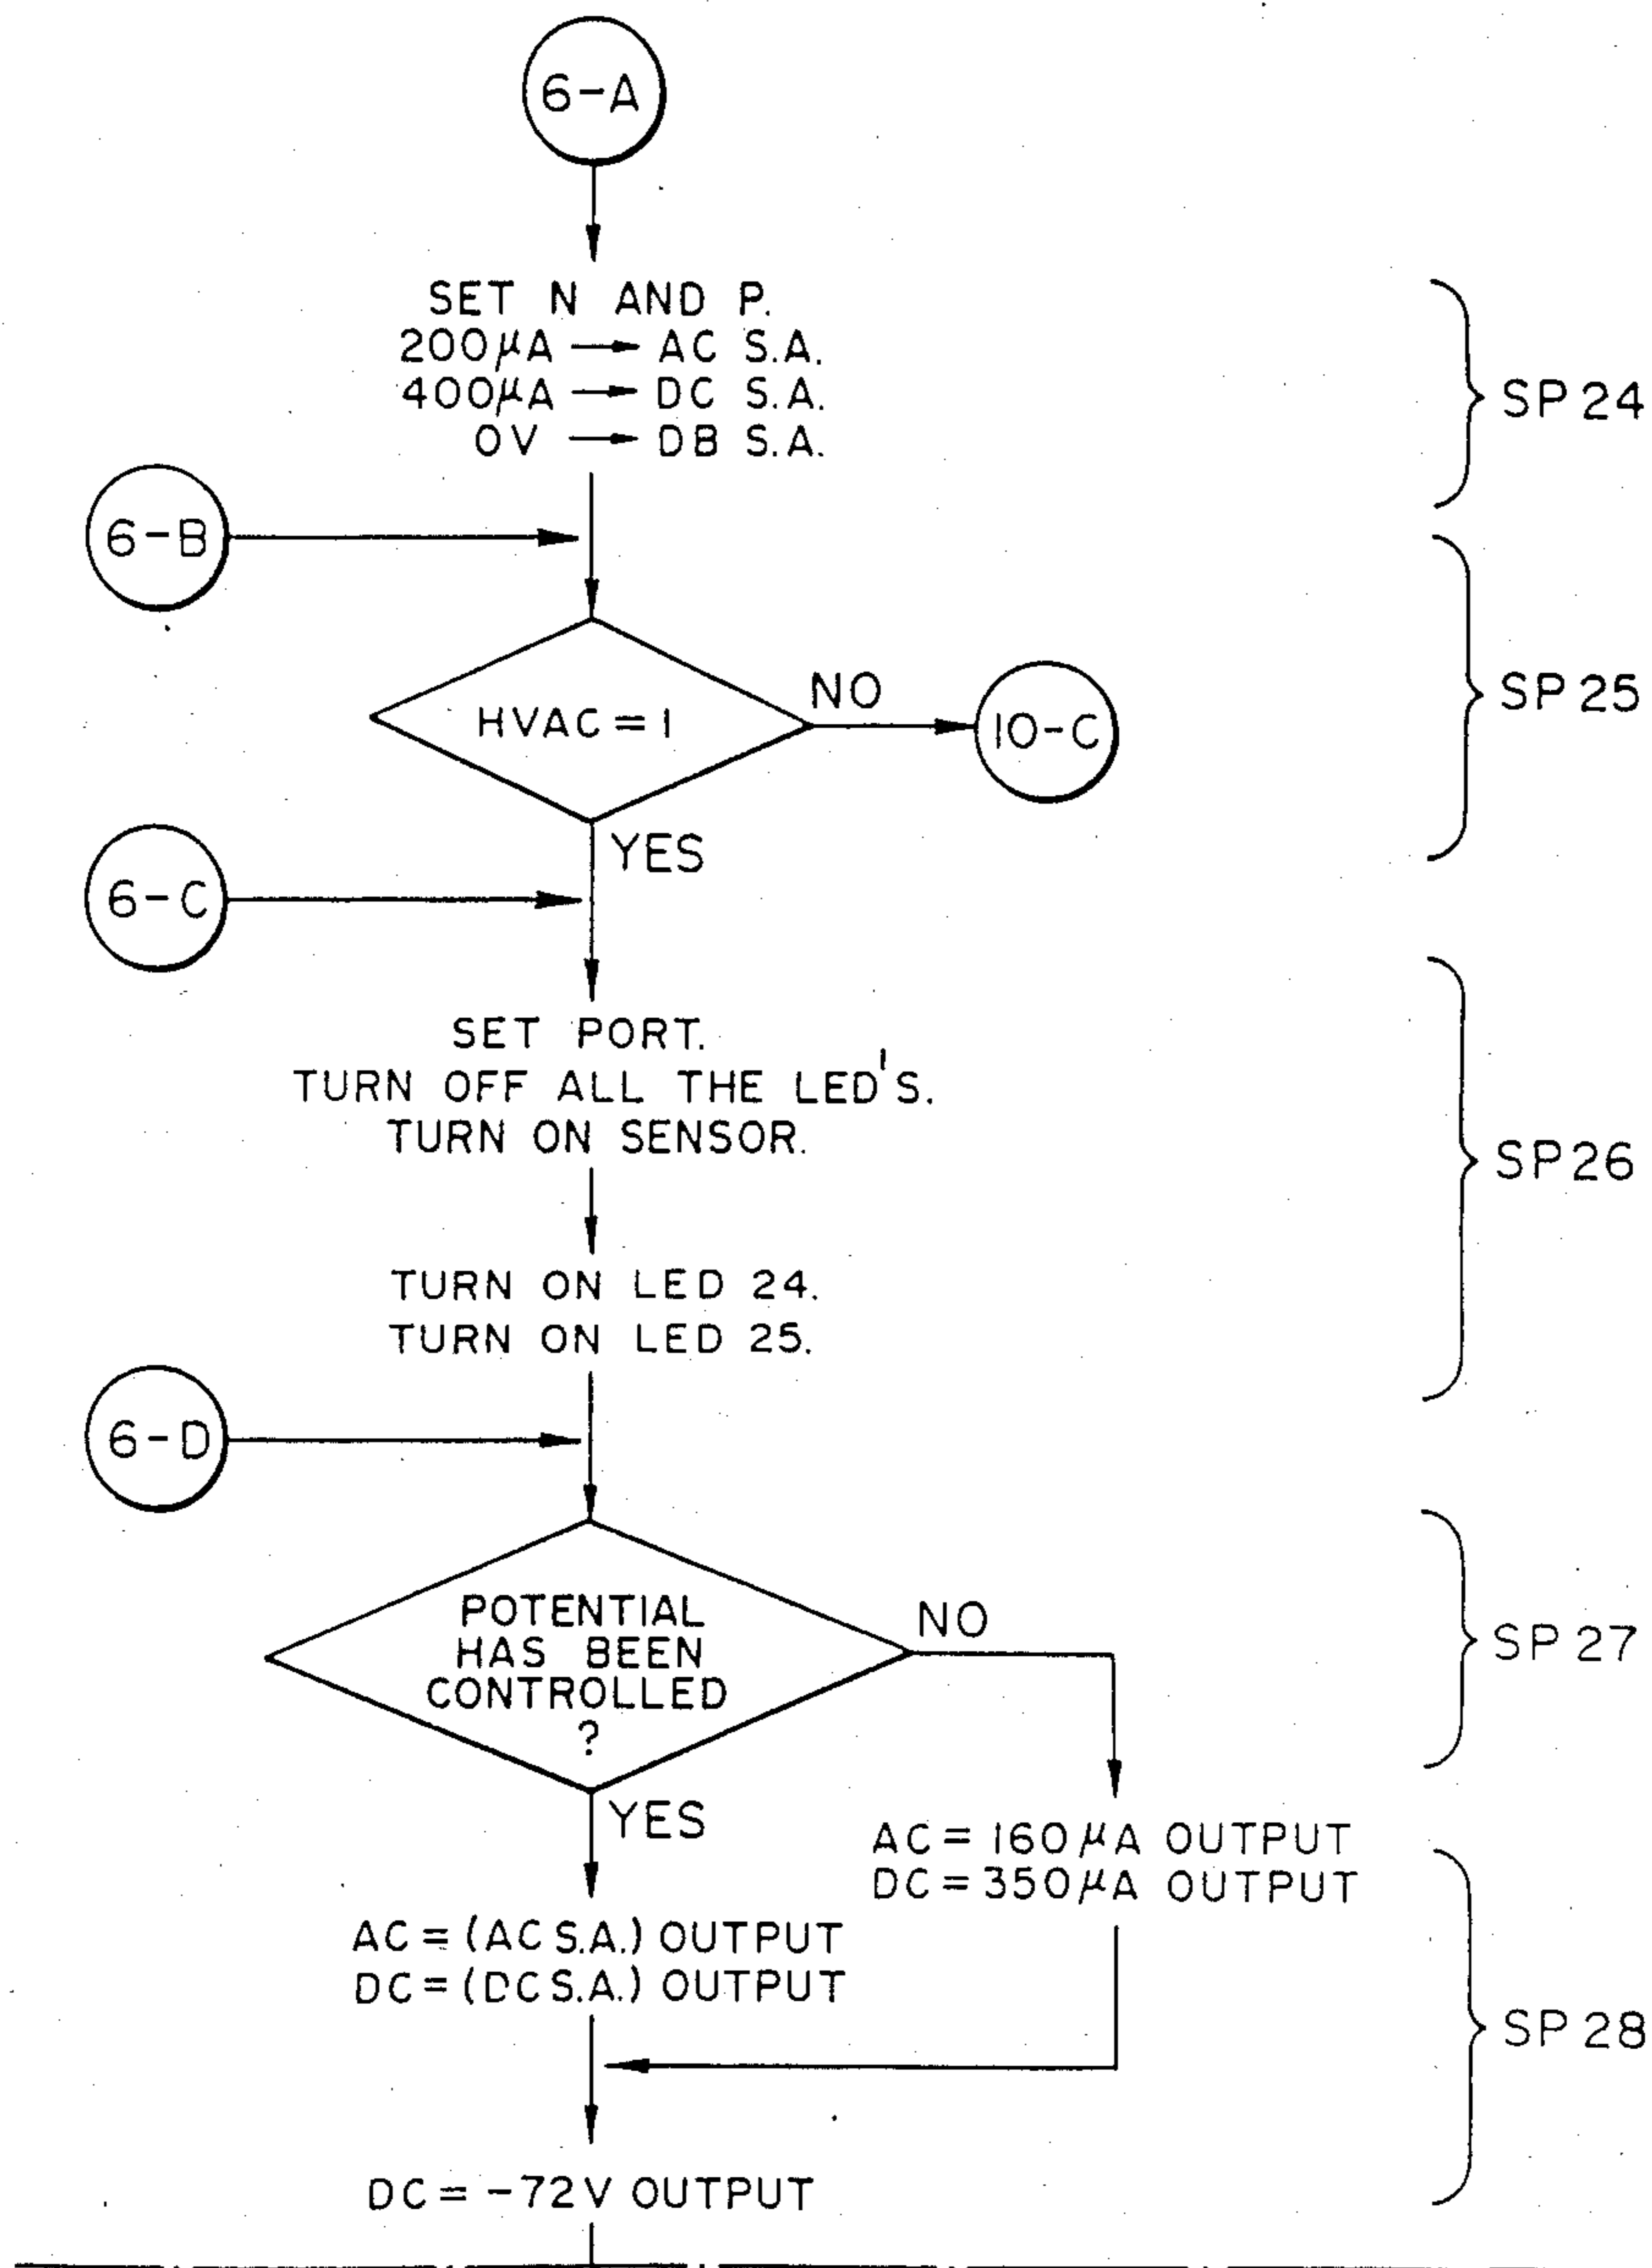 6-A
SET N AND P.
200μA → AC S.A.
400μA → DC S.A.
0V → DB S.A.
SP 24
6-B
HVAC = 1
NO
10-C
SP 25
YES
6-C
SET PORT.
TURN OFF ALL THE LED'S.
TURN ON SENSOR.
SP 26
TURN ON LED 24.
TURN ON LED 25.
6-D
POTENTIAL
HAS BEEN
CONTROLLED
?
NO
SP 27
YES
AC = 160μA OUTPUT
DC = 350μA OUTPUT
AC = (AC S.A.) OUTPUT
DC = (DC S.A.) OUTPUT
SP 28
DC = -72V OUTPUT